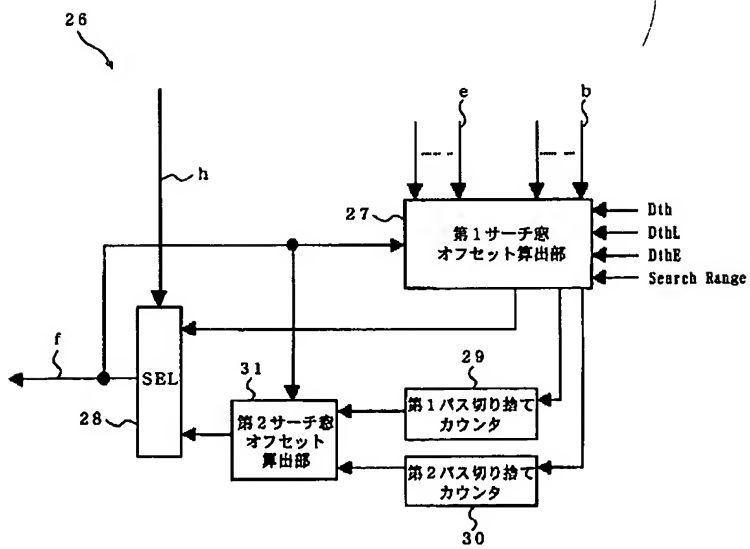 26
e
b
h
27
第1サーチ窓
オフセット算出部
Dth
DthL
DthE
Search Range
f
SEL
28
31
第2サーチ窓
オフセット
算出部
29
第1パス切り捨て
カウンタ
第2パス切り捨て
カウンタ
30